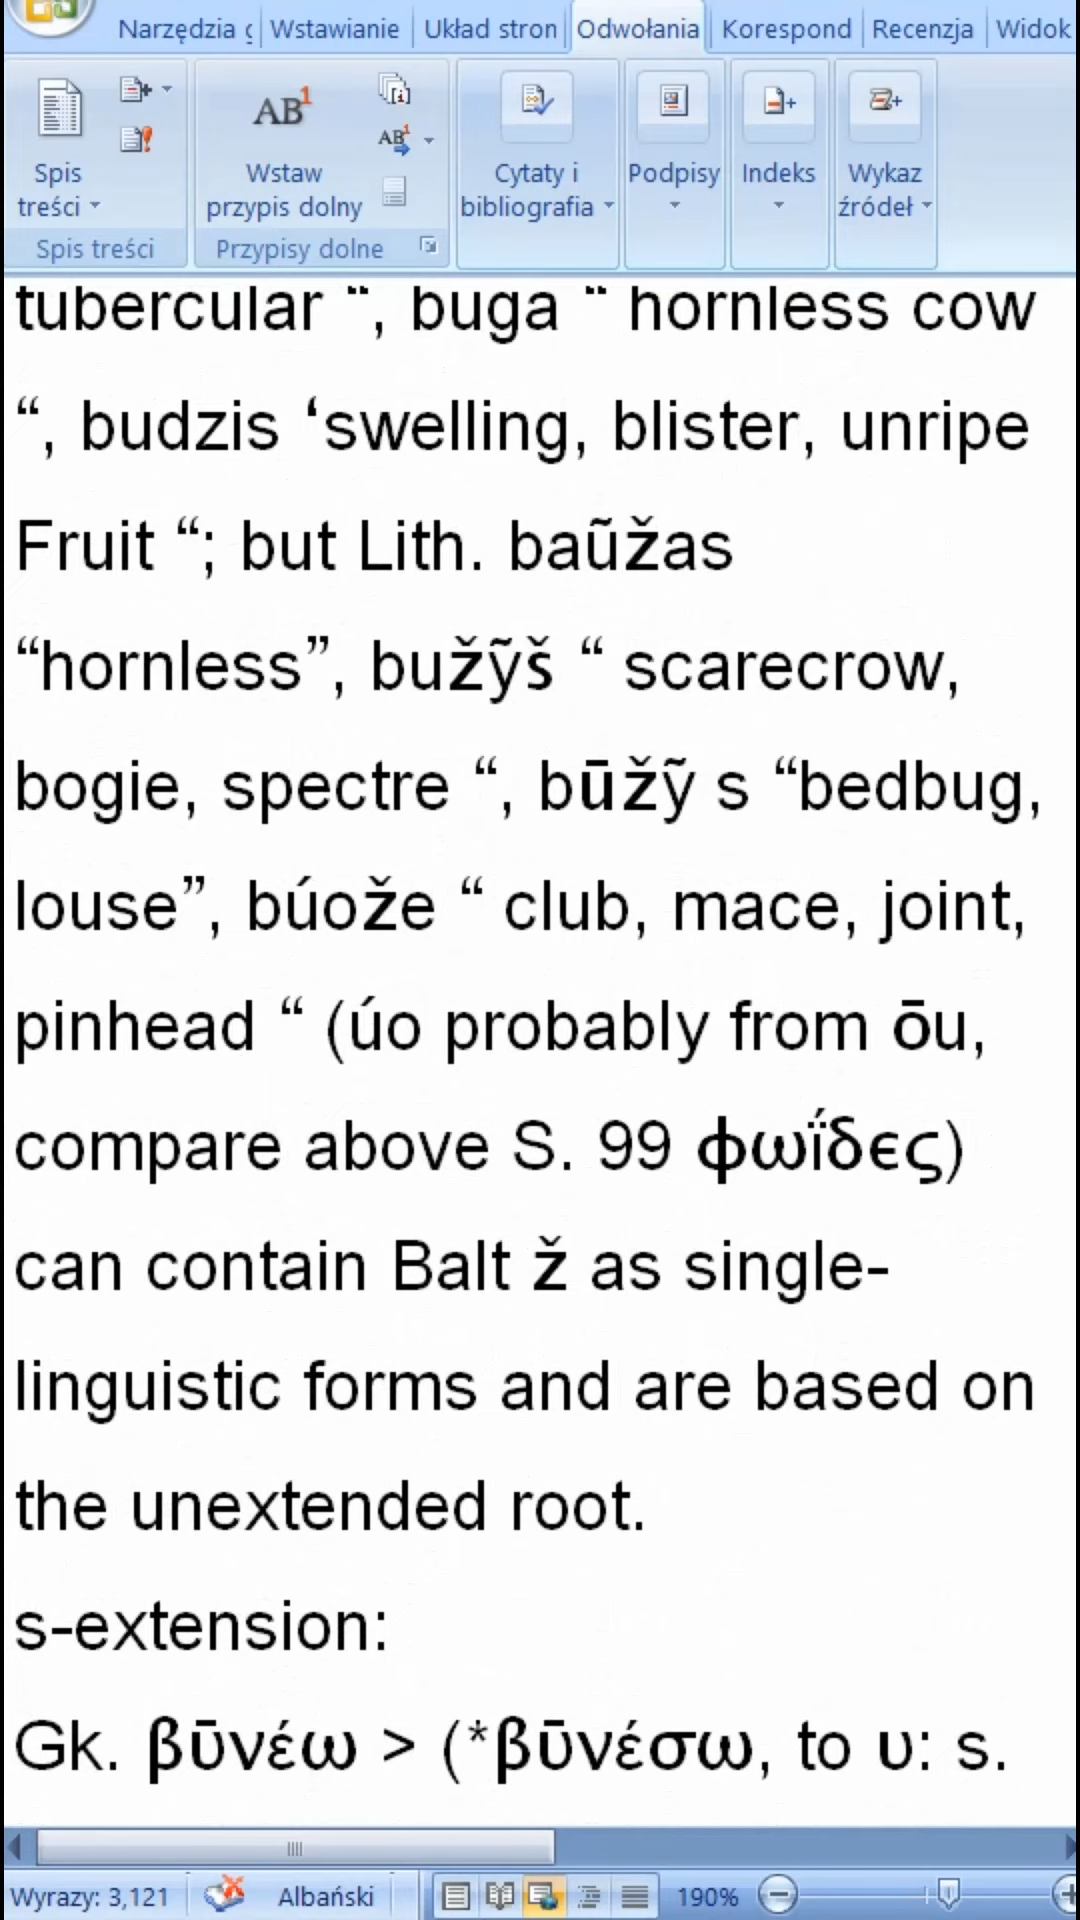 Narzędzia g Wstawianie Układ stron Odwołania Korespond Recenzja Widok
AB1
AB1
Spis treści
Wstaw przypis dolny
Cytaty i bibliografia
Podpisy
Indeks
Wykaz źródeł
Spis treści
Przypisy dolne
tubercular “, buga “ hornless cow
“, budzis ‘swelling, blister, unripe
Fruit “; but Lith. baũžas
“hornless”, bužỹš “ scarecrow,
bogie, spectre “, būžỹ s “bedbug,
louse”, búože “ club, mace, joint,
pinhead “ (úo probably from ōu,
compare above S. 99 φωΐδες)
can contain Balt ž as single-
linguistic forms and are based on
the unextended root.
s-extension:
Gk. βῡνέω > (*βῡνέσω, to υ: s.
Wyrazy: 3,121 Albański 190%